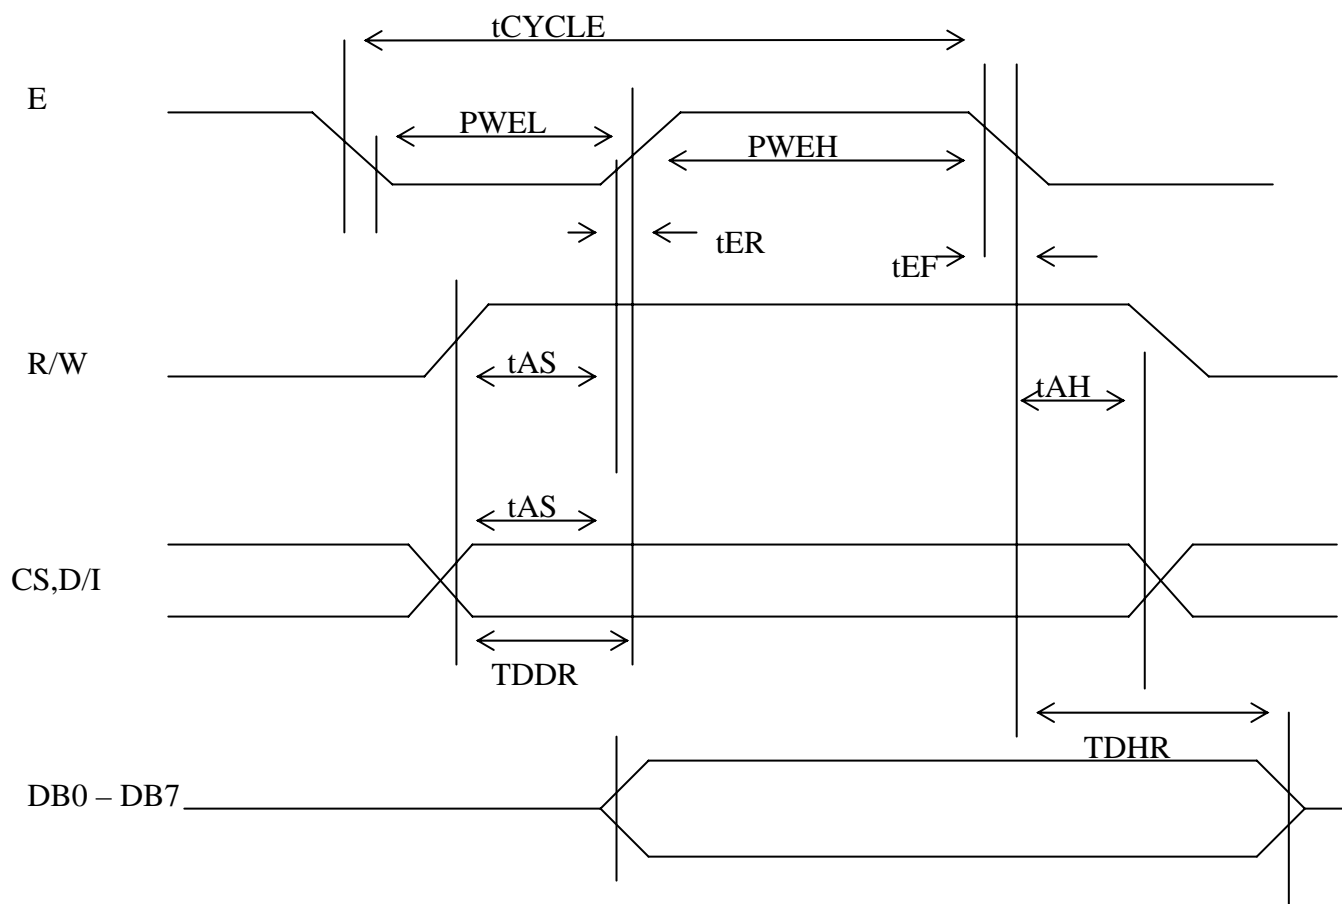 tCYCLE
E
PWEL
PWEH
tER
tEF
R/W
tAS
tAH
tAS
CS,D/I
TDDR
TDHR
DB0 – DB7